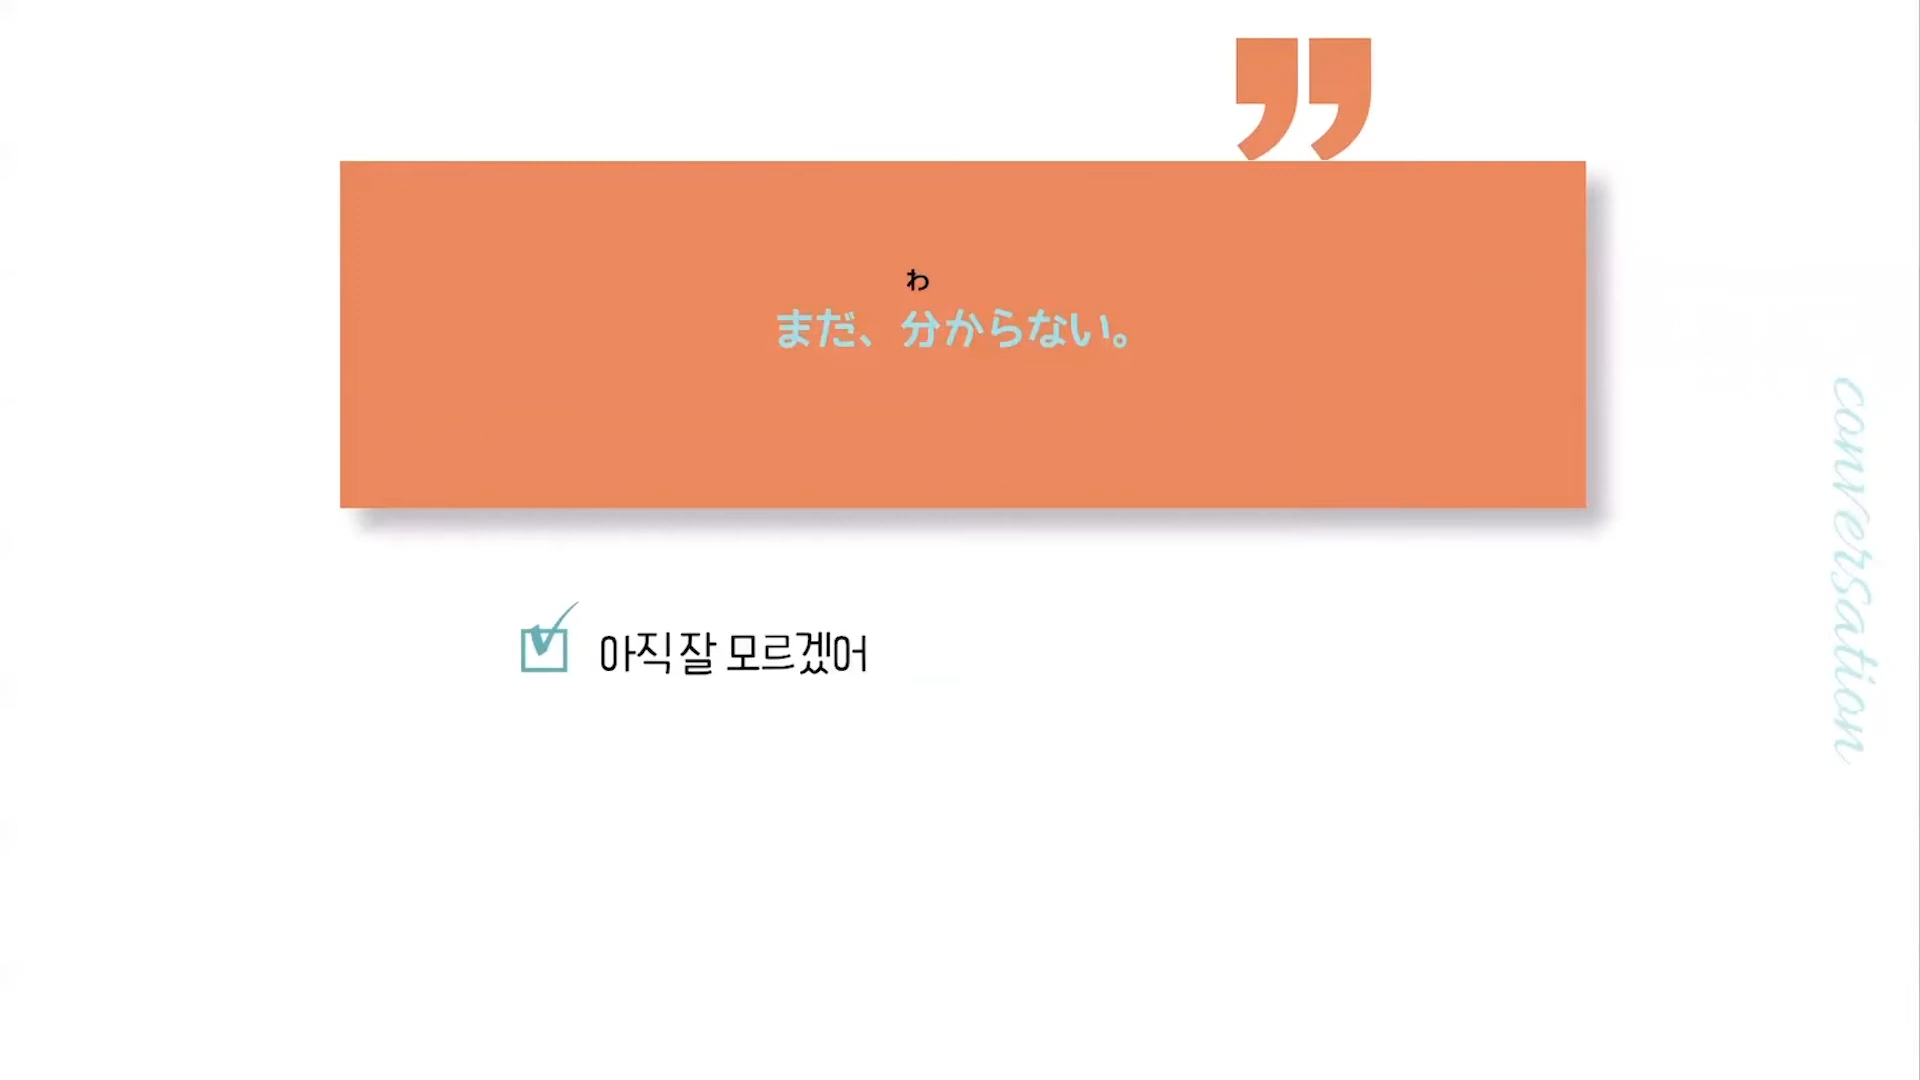 わ
まだ、分からない。
아직 잘 모르겠어
conversation